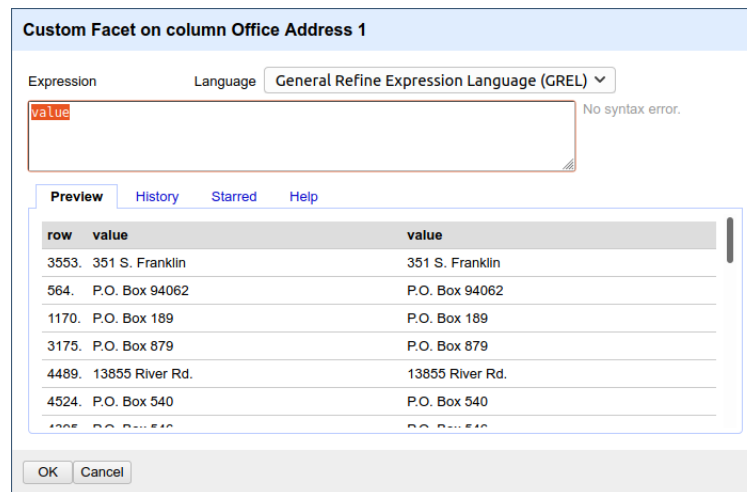 Custom Facet on column Office Address 1
Expression Language General Refine Expression Language (GREL)
value No syntax error.
Preview History Starred Help
row value value
3553. 351 S. Franklin 351 S. Franklin
564. P.O. Box 94062 P.O. Box 94062
1170. P.O. Box 189 P.O. Box 189
3175. P.O. Box 879 P.O. Box 879
4489. 13855 River Rd. 13855 River Rd.
4524. P.O. Box 540 P.O. Box 540
P.O. Box P.O. Box
OK Cancel